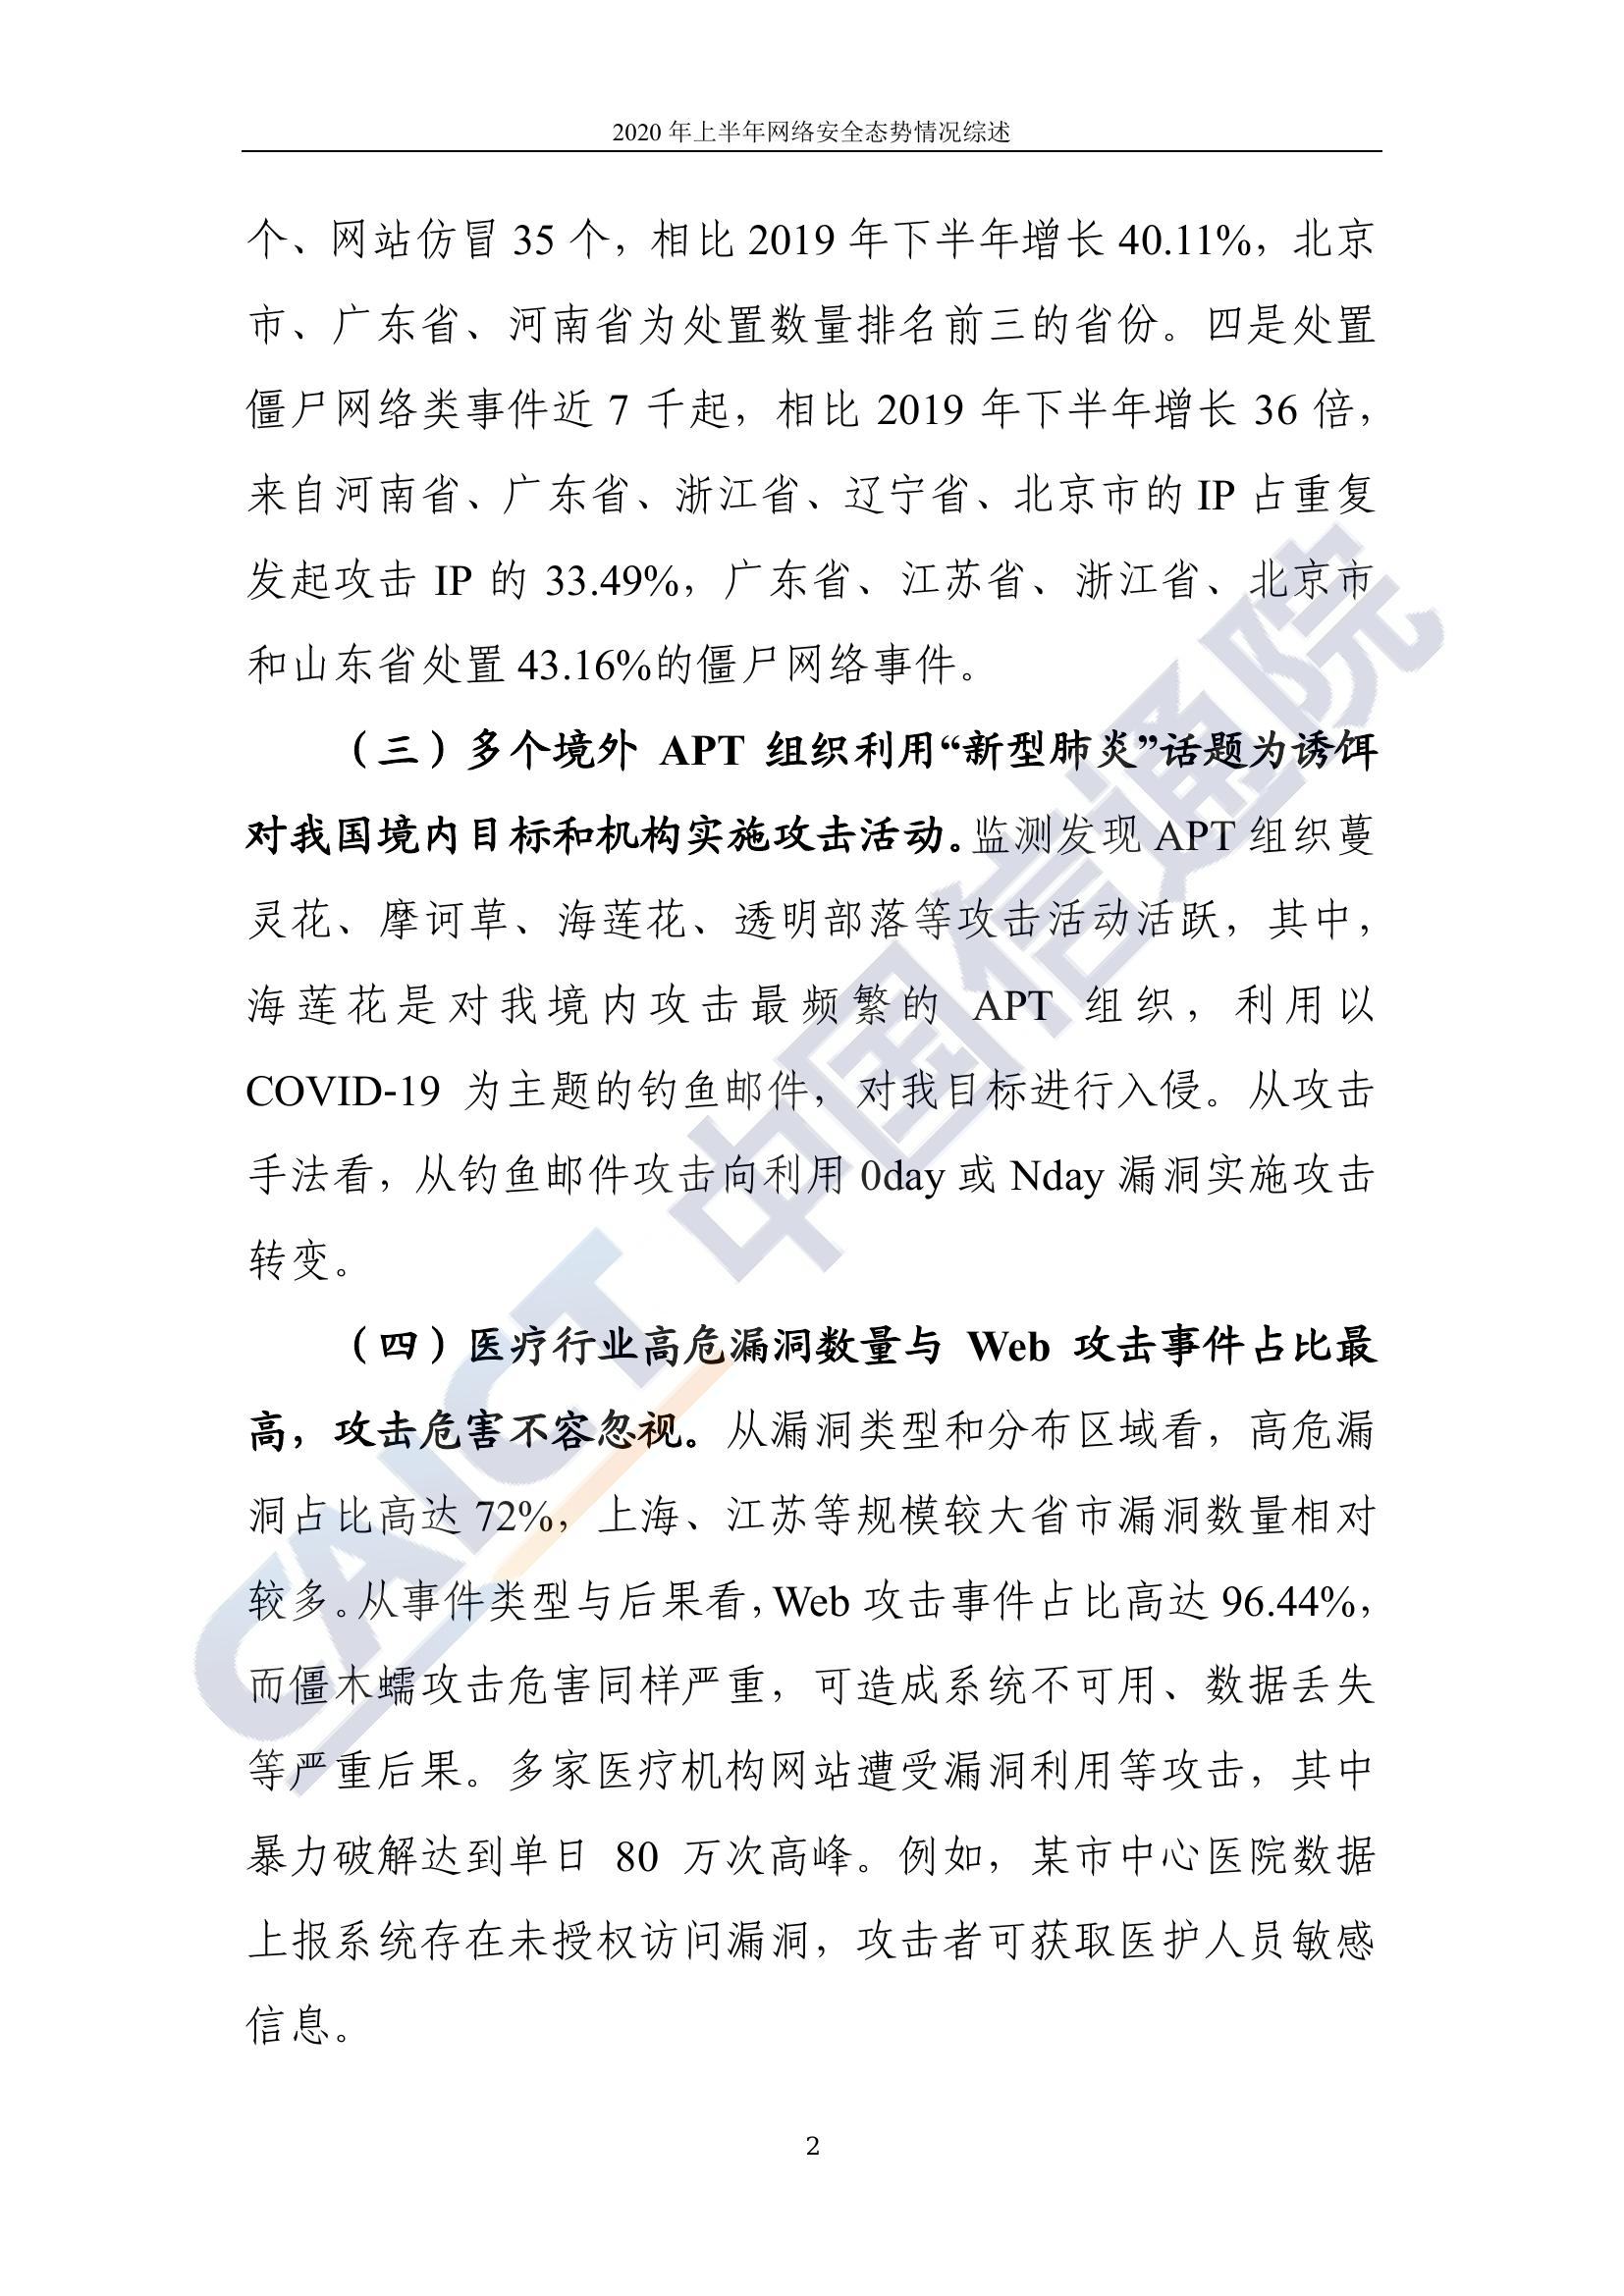 2020 年上半年网络安全态势情况综述
个、网站仿冒 35 个，相比 2019 年下半年增长 40.11%，北京
市、广东省、河南省为处置数量排名前三的省份。四是处置
僵尸网络类事件近 7 千起，相比 2019 年下半年增长 36 倍，
来自河南省、广东省、浙江省、辽宁省、北京市的 IP 占重复
发起攻击 IP 的 33.49%，广东省、江苏省、浙江省、北京市
和山东省处置 43.16%的僵尸网络事件。
（三）多个境外 APT 组织利用“新型肺炎”话题为诱饵
对我国境内目标和机构实施攻击活动。监测发现 APT 组织蔓
灵花、摩诃草、海莲花、透明部落等攻击活动活跃，其中，
海莲花是对我境内攻击最频繁的 APT 组织，利用以
COVID-19 为主题的钓鱼邮件，对我目标进行入侵。从攻击
手法看，从钓鱼邮件攻击向利用 0day 或 Nday 漏洞实施攻击
转变。
（四）医疗行业高危漏洞数量与 Web 攻击事件占比最
高，攻击危害不容忽视。从漏洞类型和分布区域看，高危漏
洞占比高达 72%，上海、江苏等规模较大省市漏洞数量相对
较多。从事件类型与后果看，Web 攻击事件占比高达 96.44%，
而僵木蠕攻击危害同样严重，可造成系统不可用、数据丢失
等严重后果。多家医疗机构网站遭受漏洞利用等攻击，其中
暴力破解达到单日 80 万次高峰。例如，某市中心医院数据
上报系统存在未授权访问漏洞，攻击者可获取医护人员敏感
信息。
2
CAICT 中国信通院